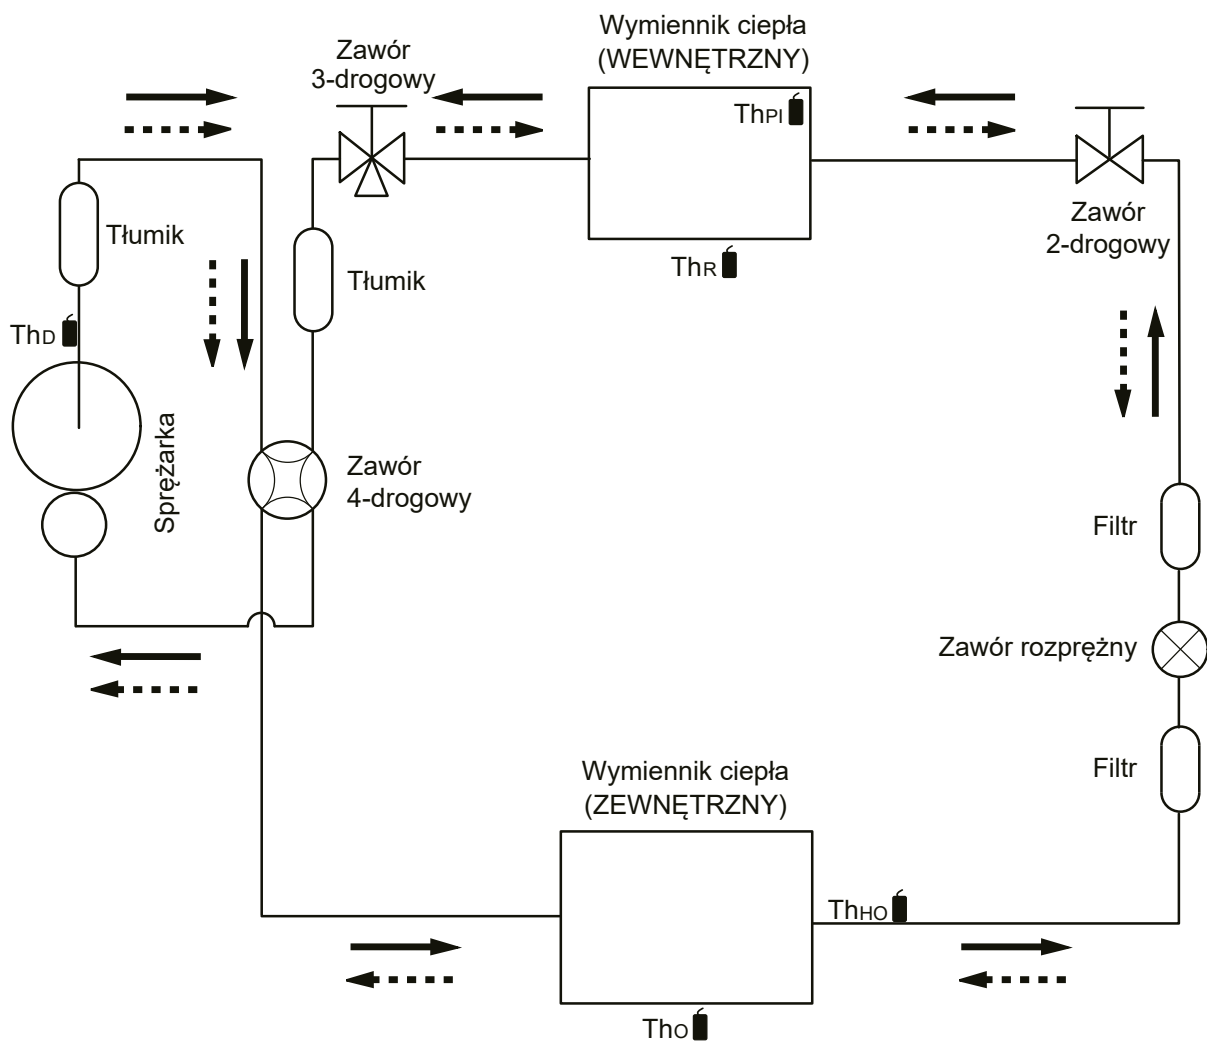 Wymiennik ciepła
(WEWNĘTRZNY)
Zawór
3-drogowy
ThPI
Tłumik
Zawór
2-drogowy
ThR
Tłumik
ThD
Sprężarka
Zawór
4-drogowy
Filtr
Zawór rozprężny
Wymiennik ciepła
(ZEWNĘTRZNY)
Filtr
ThHO
ThO